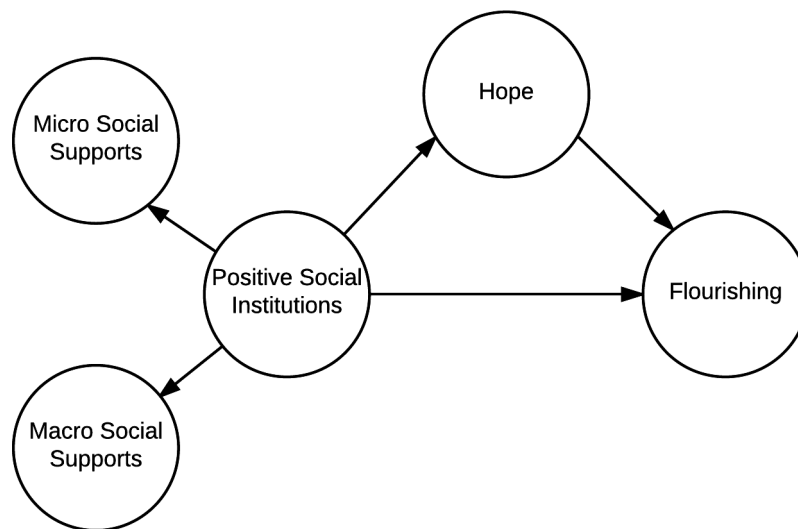 Hope
Micro Social
Supports
Positive Social
Institutions
Flourishing
Macro Social
Supports